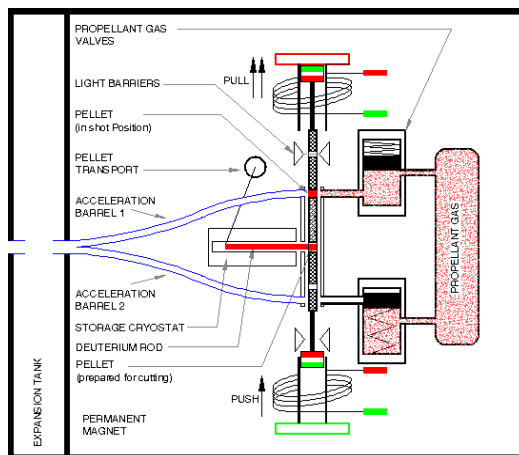 PROPELLANT GAS
VALVES
PULL
LIGHT BARRIERS
PELLET
(in shot Position)
PELLET
TRANSPORT
ACCELERATION
BARREL 1
PROPELLANT GAS
ACCELERATION
BARREL 2
STORAGE CRYOSTAT
DEUTERIUM ROD
PELLET
(prepared for cutting)
PUSH
PERMANENT
MAGNET
EXPANSION TANK